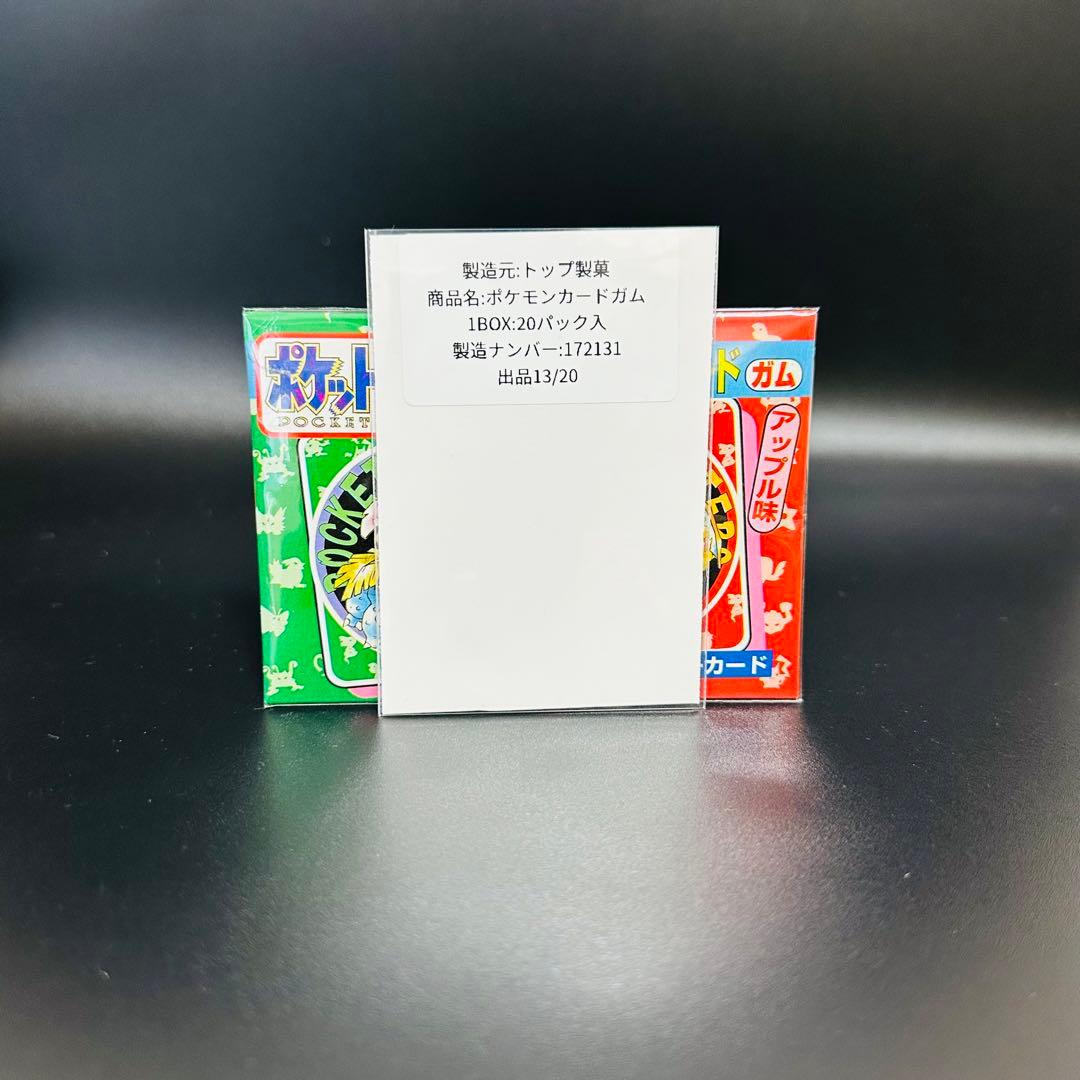 製造元:トップ製菓
商品名:ポケモンカードガム
1BOX:20パック入
製造ナンバー:172131
出品13/20
ポケット
POCKET
ROCKET
ド ガム
アップル味
カード